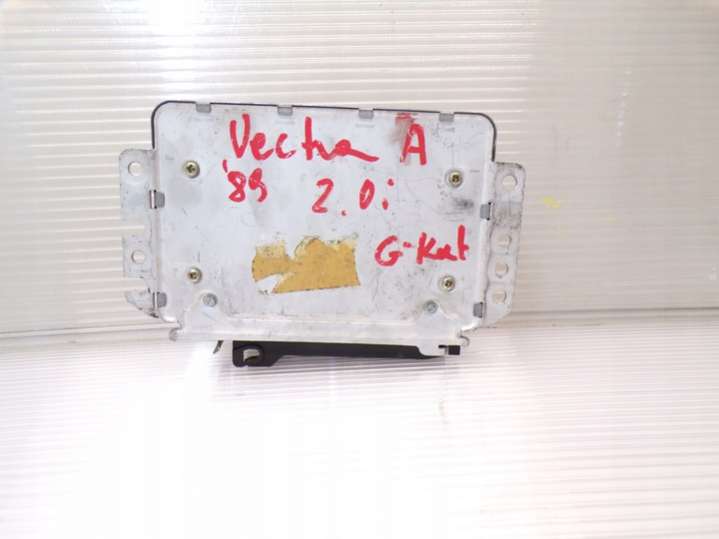 Vectra A
'89 2.0i
G-Kat